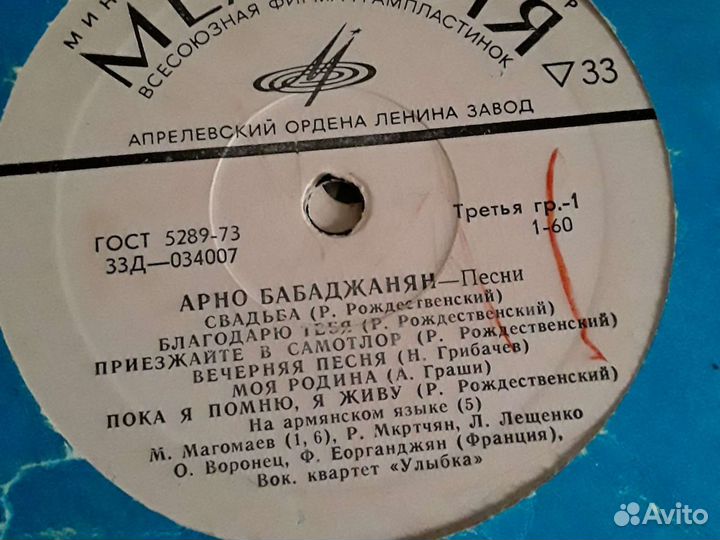 ВСЕСОЮЗНАЯ ФИРМА ГРАМПЛАСТИНОК
▽33
АПРЕЛЕВСКИЙ ОРДЕНА ЛЕНИНА ЗАВОД
ГОСТ 5289-73
33Д—034007
Третья гр.-1
1-60
АРНО БАБАДЖАНЯН—Песни
СВАДЬБА (Р. Рождественский)
БЛАГОДАРЮ ТЕБЯ (Р. Рождественский)
ПРИЕЗЖАЙТЕ В САМОТЛОР (Р. Рождественский)
ВЕЧЕРНЯЯ ПЕСНЯ (Н. Грибачев)
МОЯ РОДИНА (А. Граши)
ПОКА Я ПОМНЮ, Я ЖИВУ (Р. Рождественский)
На армянском языке (5)
М. Магомаев (1, 6), Р. Мкртчян, Л. Лещенко
О. Воронец, Ф. Еорганджян (Франция),
Вок. квартет «Улыбка»
Avito